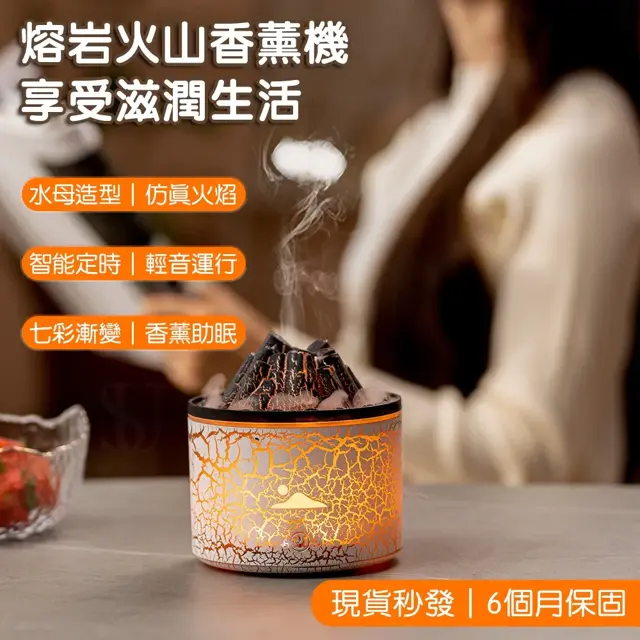 熔岩火山香薰機
享受滋潤生活
水母造型｜仿真火焰
智能定時｜輕音運行
七彩漸變｜香薰助眠
現貨秒發｜6個月保固